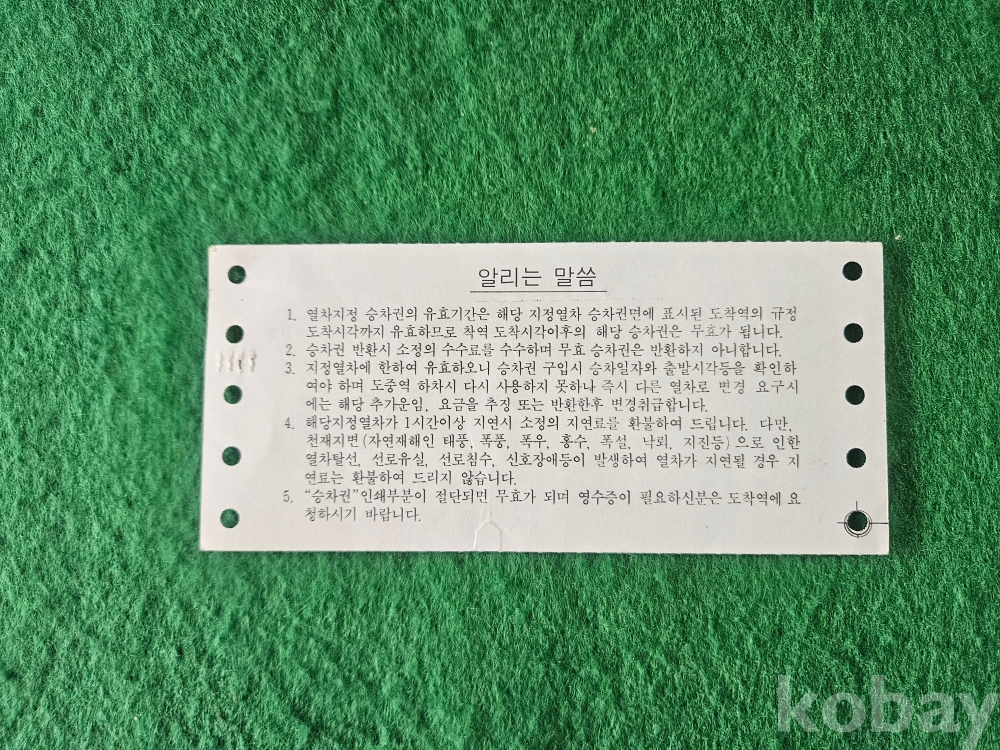 알리는 말씀
1. 열차지정 승차권의 유효기간은 해당 지정열차 승차권면에 표시된 도착역의 규정
도착시각까지 유효하므로 착역 도착시각이후의 해당 승차권은 무효가 됩니다.
2. 승차권 반환시 소정의 수수료를 수수하며 무효 승차권은 반환하지 아니합니다.
3. 지정열차에 한하여 유효하오니 승차권 구입시 승차일자와 출발시각등을 확인하
여야 하며 도중역 하차시 다시 사용하지 못하나 즉시 다른 열차로 변경 요구시
에는 해당 추가운임, 요금을 추징 또는 반환한후 변경취급합니다.
4. 해당지정열차가 1시간이상 지연시 소정의 지연료를 환불하여 드립니다. 다만,
천재지변(자연재해인 태풍, 폭풍, 폭우, 홍수, 폭설, 낙뢰, 지진등)으로 인한
열차탈선, 선로유실, 선로침수, 신호장애등이 발생하여 열차가 지연될 경우 지
연료는 환불하여 드리지 않습니다.
5. “승차권”인쇄부분이 절단되면 무효가 되며 영수증이 필요하신분은 도착역에 요
청하시기 바랍니다.
kobay